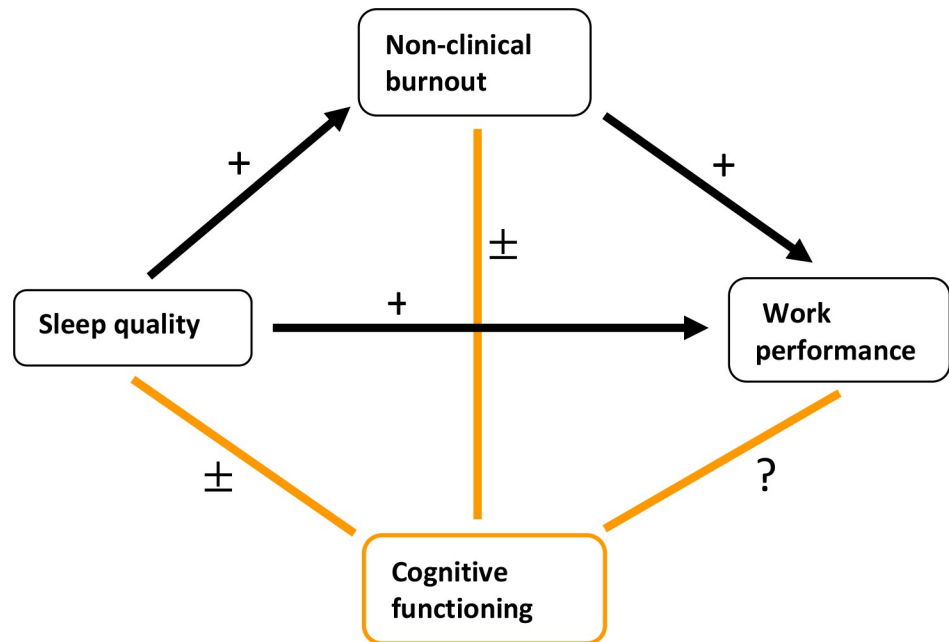 Non-clinical
burnout
+
+
±
Sleep quality
+
Work
performance
±
?
Cognitive
functioning